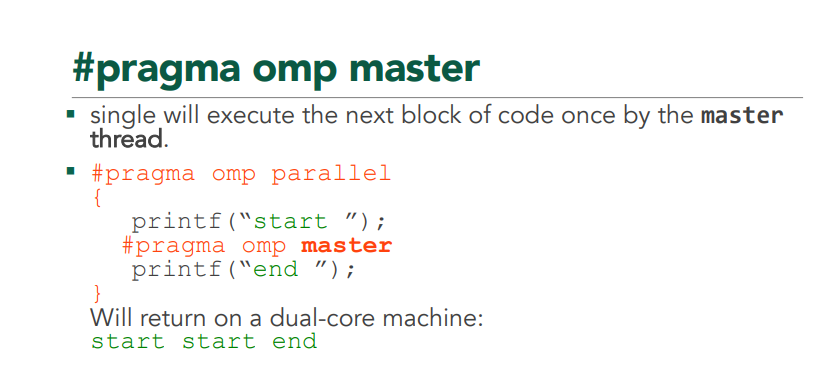 #pragma omp master
▪ single will execute the next block of code once by the master
thread.
▪ #pragma omp parallel
{
printf(“start ”);
#pragma omp master
printf(“end ”);
}
Will return on a dual-core machine:
start start end